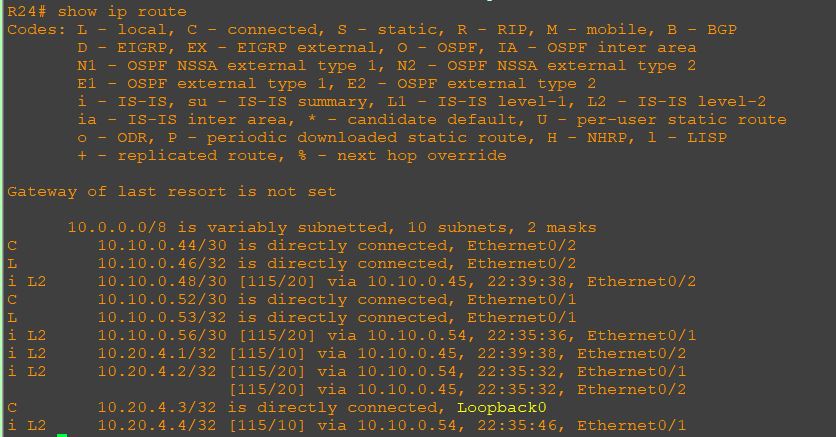 R24# show ip route
Codes: L - local, C - connected, S - static, R - RIP, M - mobile, B - BGP
       D - EIGRP, EX - EIGRP external, O - OSPF, IA - OSPF inter area
       N1 - OSPF NSSA external type 1, N2 - OSPF NSSA external type 2
       E1 - OSPF external type 1, E2 - OSPF external type 2
       i - IS-IS, su - IS-IS summary, L1 - IS-IS level-1, L2 - IS-IS level-2
       ia - IS-IS inter area, * - candidate default, U - per-user static route
       o - ODR, P - periodic downloaded static route, H - NHRP, l - LISP
       + - replicated route, % - next hop override

Gateway of last resort is not set

      10.0.0.0/8 is variably subnetted, 10 subnets, 2 masks
C        10.10.0.44/30 is directly connected, Ethernet0/2
L        10.10.0.46/32 is directly connected, Ethernet0/2
i L2     10.10.0.48/30 [115/20] via 10.10.0.45, 22:39:38, Ethernet0/2
C        10.10.0.52/30 is directly connected, Ethernet0/1
L        10.10.0.53/32 is directly connected, Ethernet0/1
i L2     10.10.0.56/30 [115/20] via 10.10.0.54, 22:35:36, Ethernet0/1
i L2     10.20.4.1/32 [115/10] via 10.10.0.45, 22:39:38, Ethernet0/2
i L2     10.20.4.2/32 [115/20] via 10.10.0.54, 22:35:32, Ethernet0/1
                      [115/20] via 10.10.0.45, 22:35:32, Ethernet0/2
C        10.20.4.3/32 is directly connected, Loopback0
i L2     10.20.4.4/32 [115/10] via 10.10.0.54, 22:35:46, Ethernet0/1